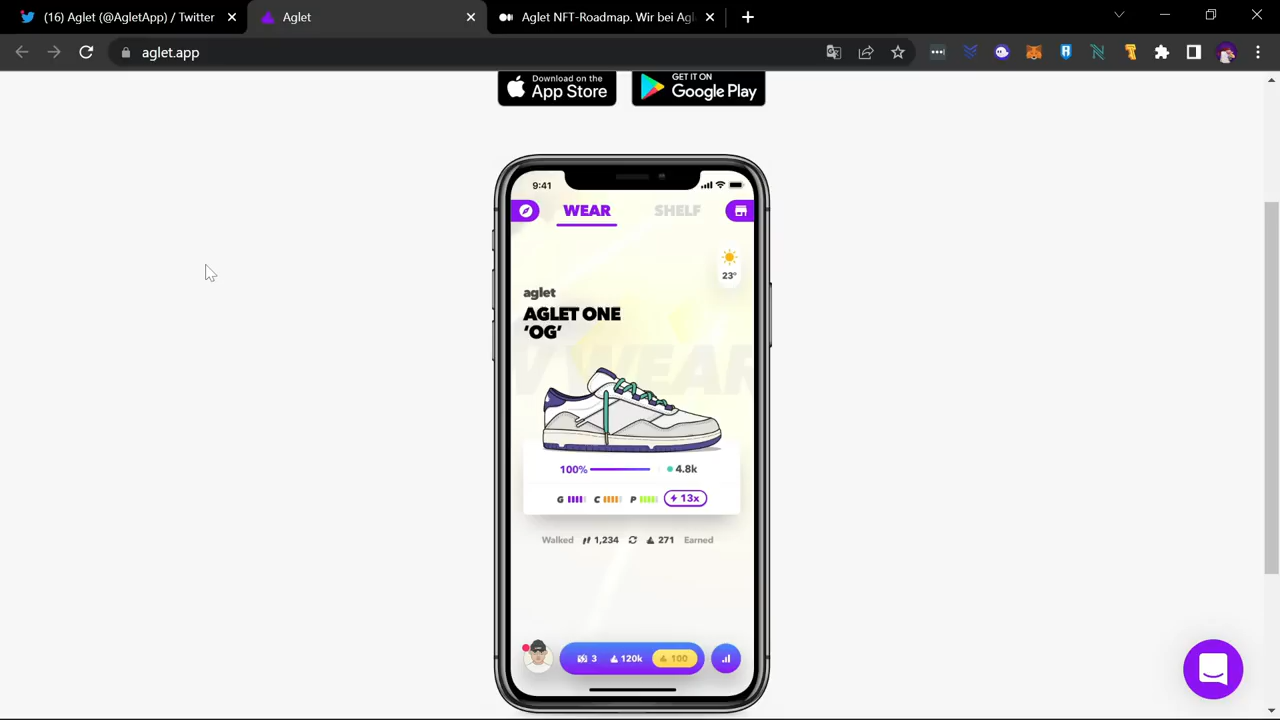 (16) Aglet (@AgletApp) / Twitter
Aglet
Aglet NFT-Roadmap. Wir bei Agl
aglet.app
Download on the
App Store
GET IT ON
Google Play
9:41
WEAR
SHELF
23°
aglet
AGLET ONE
‘OG’
WEAR
100%
4.8k
G
C
P
13x
Walked
1,234
271
Earned
3
120k
100